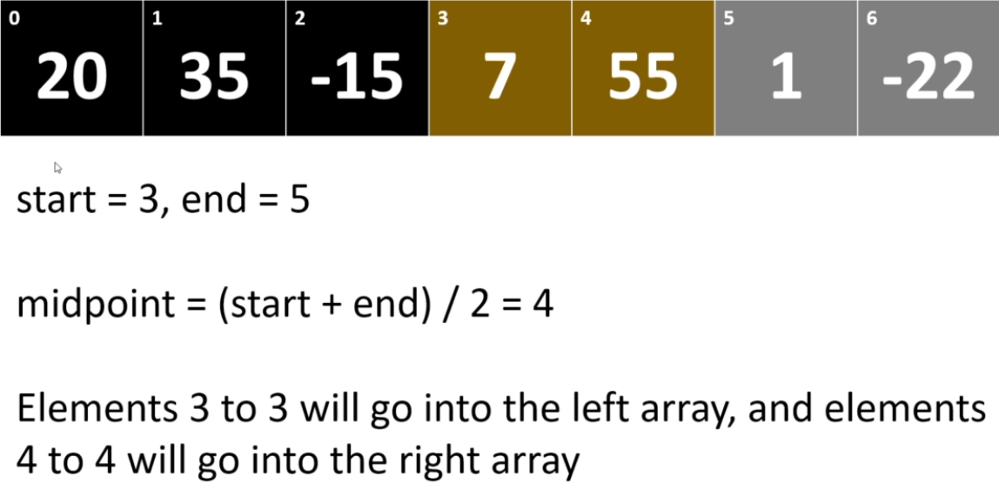 0 1 2 3 4 5 6
20 35 -15 7 55 1 -22
start = 3, end = 5
midpoint = (start + end) / 2 = 4
Elements 3 to 3 will go into the left array, and elements
4 to 4 will go into the right array